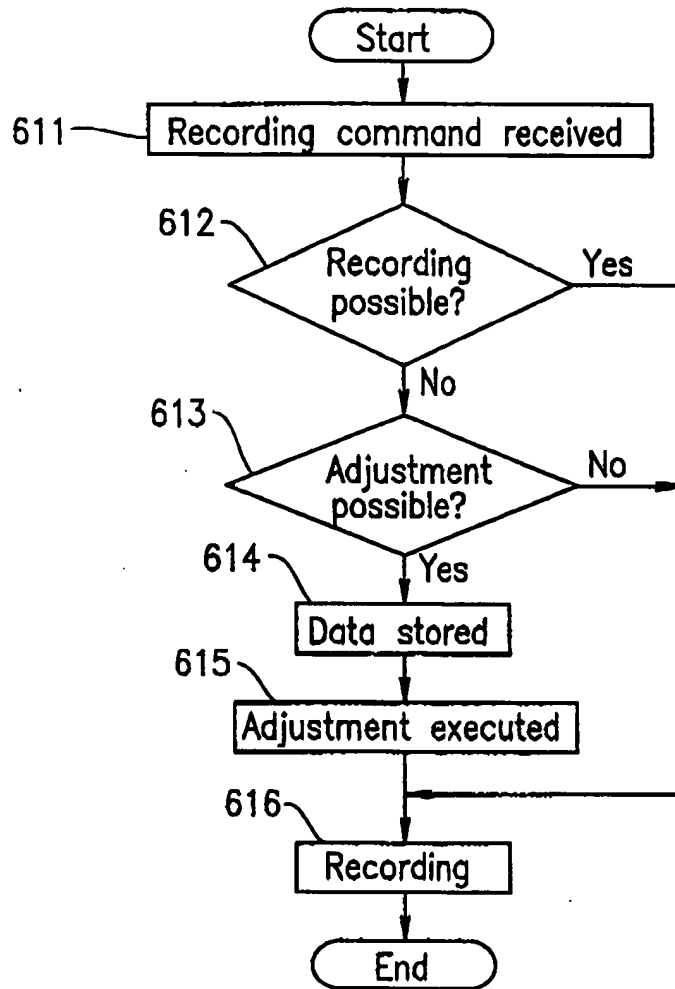 Start
611
Recording command received
612
Recording
possible?
Yes
No
613
Adjustment
possible?
No
Yes
614
Data stored
615
Adjustment executed
616
Recording
End